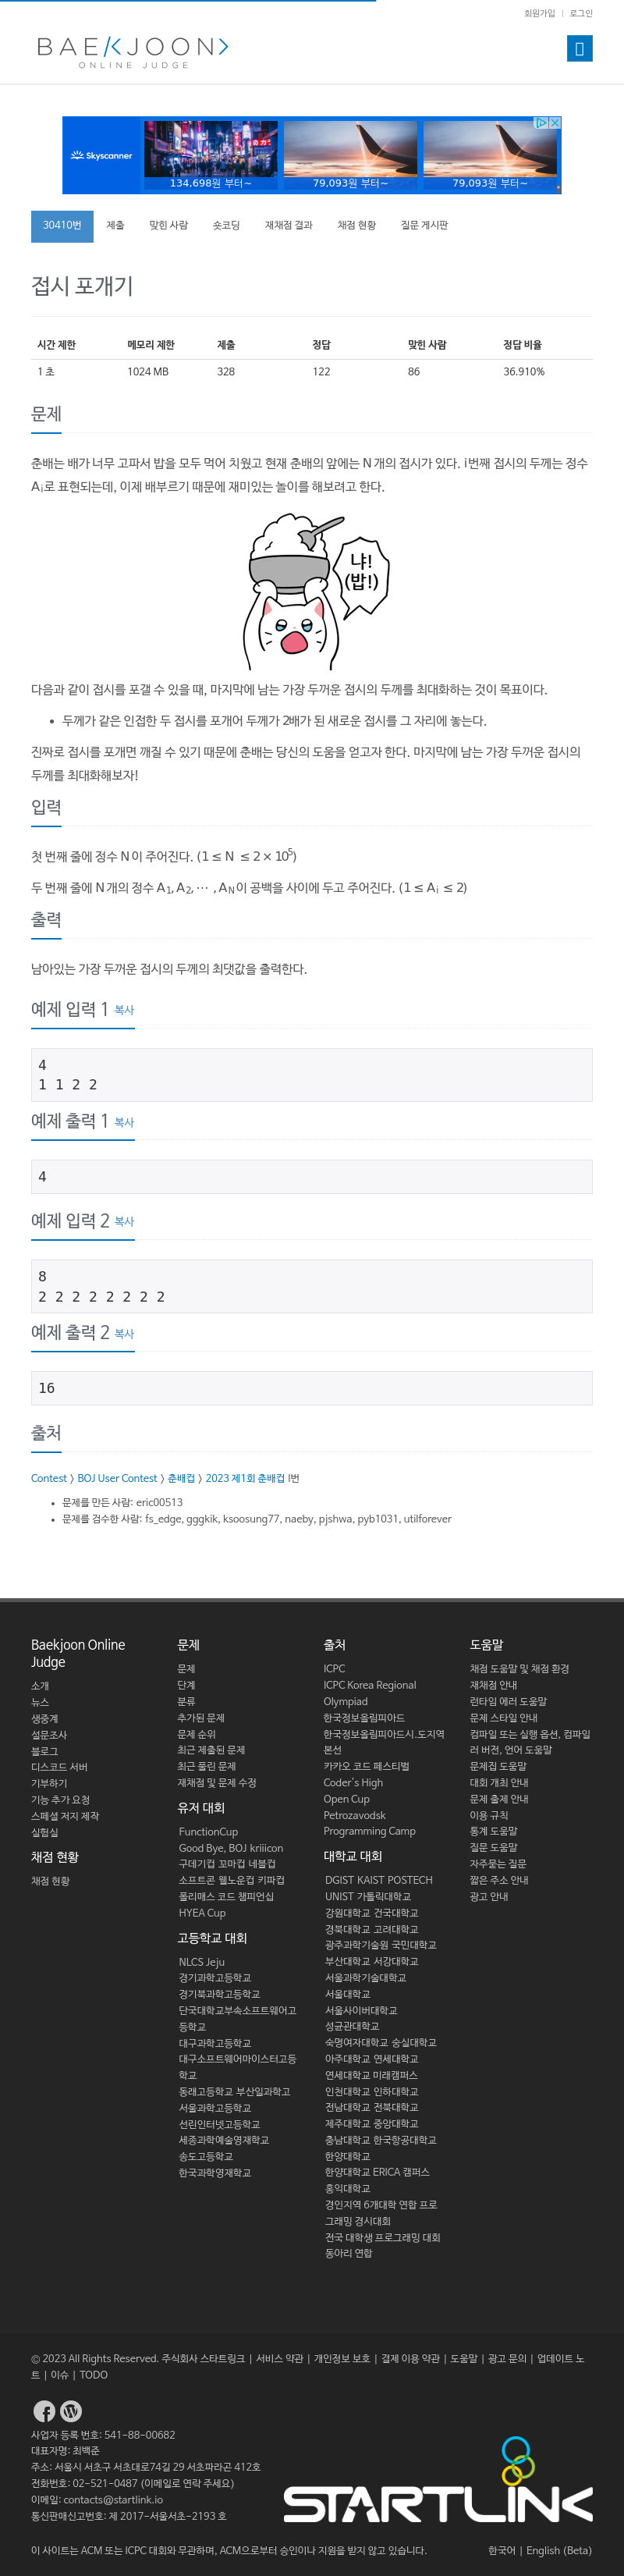 회원가입 | 로그인
BAEKJOON
ONLINE JUDGE
Skyscanner
134,698원 부터~
79,093원 부터~
79,093원 부터~
30410번 제출 맞힌 사람 숏코딩 재채점 결과 채점 현황 질문 게시판
접시 포개기
시간 제한 메모리 제한 제출 정답 맞힌 사람 정답 비율
1 초 1024 MB 328 122 86 36.910%
문제
춘배는 배가 너무 고파서 밥을 모두 먹어 치웠고 현재 춘배의 앞에는 N개의 접시가 있다. i번째 접시의 두께는 정수
Aᵢ로 표현되는데, 이제 배부르기 때문에 재미있는 놀이를 해보려고 한다.
냐!
(밥!)
다음과 같이 접시를 포갤 수 있을 때, 마지막에 남는 가장 두꺼운 접시의 두께를 최대화하는 것이 목표이다.
• 두께가 같은 인접한 두 접시를 포개어 두께가 2배가 된 새로운 접시를 그 자리에 놓는다.
진짜로 접시를 포개면 깨질 수 있기 때문에 춘배는 당신의 도움을 얻고자 한다. 마지막에 남는 가장 두꺼운 접시의
두께를 최대화해보자!
입력
첫 번째 줄에 정수 N이 주어진다. (1 ≤ N ≤ 2 × 10⁵)
두 번째 줄에 N개의 정수 A₁, A₂, ⋯ , A_N이 공백을 사이에 두고 주어진다. (1 ≤ Aᵢ ≤ 2)
출력
남아있는 가장 두꺼운 접시의 두께의 최댓값을 출력한다.
예제 입력 1 복사
4
1 1 2 2
예제 출력 1 복사
4
예제 입력 2 복사
8
2 2 2 2 2 2 2 2
예제 출력 2 복사
16
출처
Contest > BOJ User Contest > 춘배컵 > 2023 제1회 춘배컵 I번
• 문제를 만든 사람: eric00513
• 문제를 검수한 사람: fs_edge, gggkik, ksoosung77, naeby, pjshwa, pyb1031, utilforever
Baekjoon Online
Judge
소개
뉴스
생중계
설문조사
블로그
디스코드 서버
기부하기
기능 추가 요청
스페셜 저지 제작
실험실
채점 현황
채점 현황
문제
문제
단계
분류
추가된 문제
문제 순위
최근 제출된 문제
최근 풀린 문제
재채점 및 문제 수정
유저 대회
FunctionCup
Good Bye, BOJ kriiicon
구데기컵 꼬마컵 네블컵
소프트콘 웰노운컵 키파컵
폴리매스 코드 챔피언십
HYEA Cup
고등학교 대회
NLCS Jeju
경기과학고등학교
경기북과학고등학교
단국대학교부속소프트웨어고
등학교
대구과학고등학교
대구소프트웨어마이스터고등
학교
동래고등학교 부산일과학고
서울과학고등학교
선린인터넷고등학교
세종과학예술영재학교
송도고등학교
한국과학영재학교
출처
ICPC
ICPC Korea Regional
Olympiad
한국정보올림피아드
한국정보올림피아드시.도지역
본선
카카오 코드 페스티벌
Coder's High
Open Cup
Petrozavodsk
Programming Camp
대학교 대회
DGIST KAIST POSTECH
UNIST 가톨릭대학교
강원대학교 건국대학교
경북대학교 고려대학교
광주과학기술원 국민대학교
부산대학교 서강대학교
서울과학기술대학교
서울대학교
서울사이버대학교
성균관대학교
숙명여자대학교 숭실대학교
아주대학교 연세대학교
연세대학교 미래캠퍼스
인천대학교 인하대학교
전남대학교 전북대학교
제주대학교 중앙대학교
충남대학교 한국항공대학교
한양대학교
한양대학교 ERICA 캠퍼스
홍익대학교
경인지역 6개대학 연합 프로
그래밍 경시대회
전국 대학생 프로그래밍 대회
동아리 연합
도움말
채점 도움말 및 채점 환경
재채점 안내
런타임 에러 도움말
문제 스타일 안내
컴파일 또는 실행 옵션, 컴파일
러 버전, 언어 도움말
문제집 도움말
대회 개최 안내
문제 출제 안내
이용 규칙
통계 도움말
질문 도움말
자주묻는 질문
짧은 주소 안내
광고 안내
© 2023 All Rights Reserved. 주식회사 스타트링크 | 서비스 약관 | 개인정보 보호 | 결제 이용 약관 | 도움말 | 광고 문의 | 업데이트 노
트 | 이슈 | TODO
사업자 등록 번호: 541-88-00682
대표자명: 최백준
주소: 서울시 서초구 서초대로74길 29 서초파라곤 412호
전화번호: 02-521-0487 (이메일로 연락 주세요)
이메일: contacts@startlink.io
통신판매신고번호: 제 2017-서울서초-2193 호
STARTLINK
이 사이트는 ACM 또는 ICPC 대회와 무관하며, ACM으로부터 승인이나 지원을 받지 않고 있습니다.
한국어 | English (Beta)